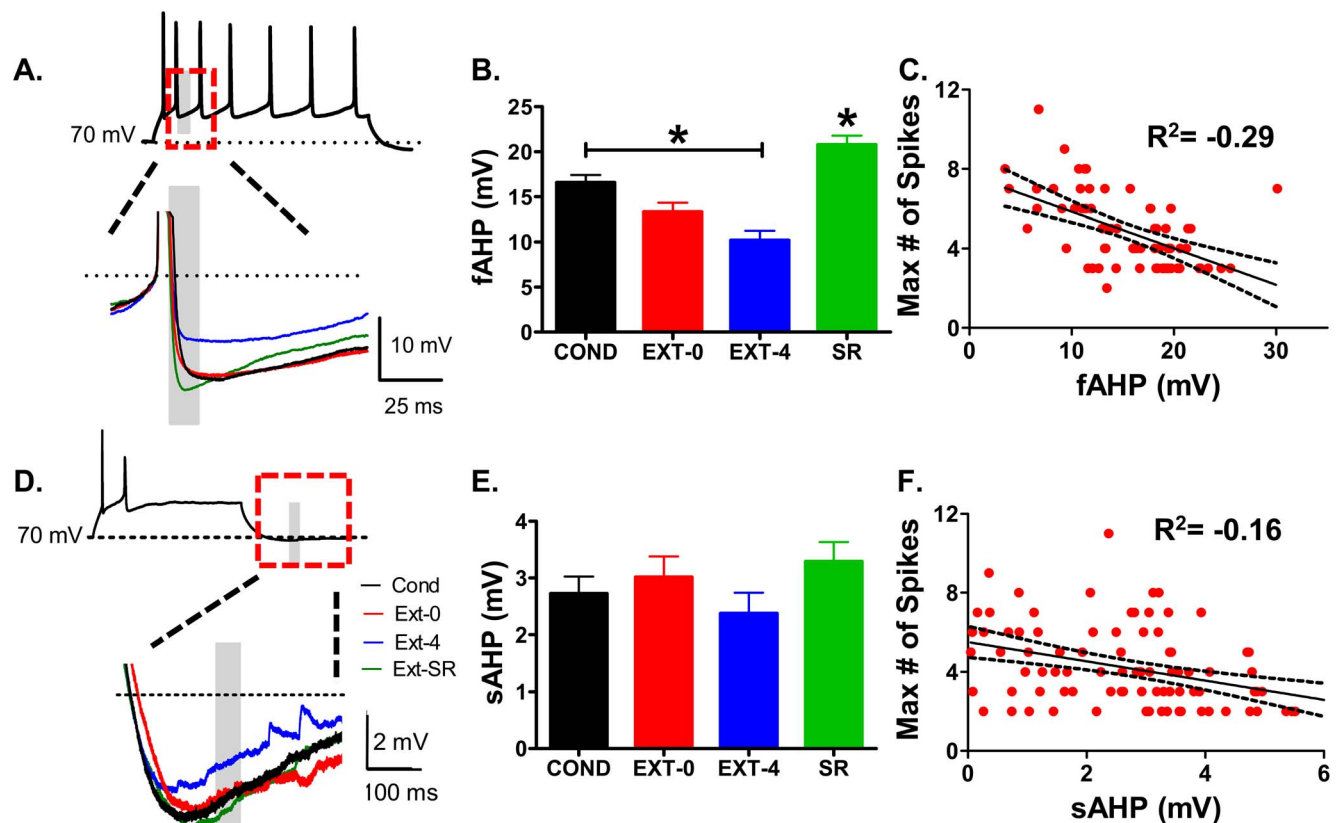 A.
70 mV
10 mV
25 ms
B.
fAHP (mV)
25
20
15
10
5
0
*
*
COND
EXT-0
EXT-4
SR
C.
Max # of Spikes
12
8
4
0
R²= -0.29
0
10
20
30
fAHP (mV)
D.
70 mV
Cond
Ext-0
Ext-4
Ext-SR
2 mV
100 ms
E.
sAHP (mV)
4
3
2
1
0
COND
EXT-0
EXT-4
SR
F.
Max # of Spikes
12
8
4
0
R²= -0.16
0
2
4
6
sAHP (mV)